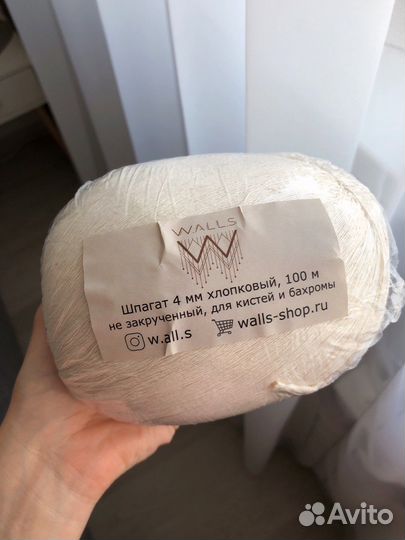 WALLS
W
Шпагат 4 мм хлопковый, 100 м
не закрученный, для кистей и бахромы
w.all.s walls-shop.ru
Avito